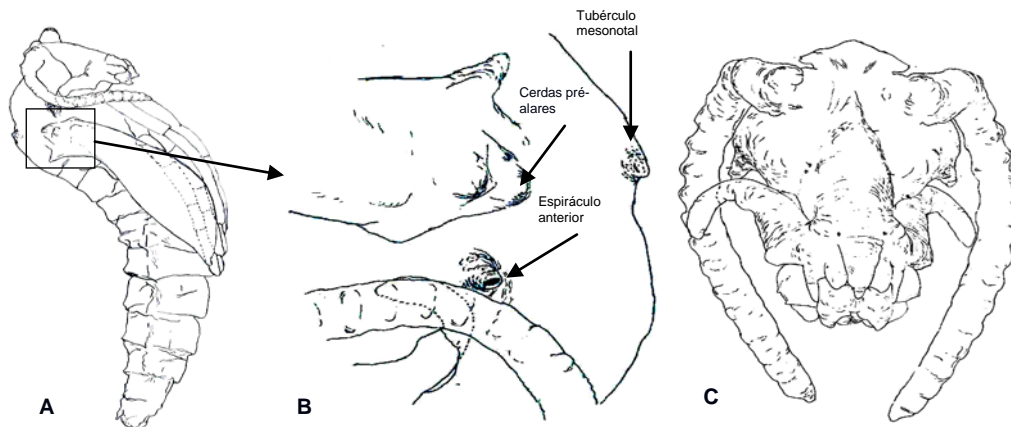 Tubérculo
mesonotal
Cerdas pré-
alares
Espiráculo
anterior
A
B
C